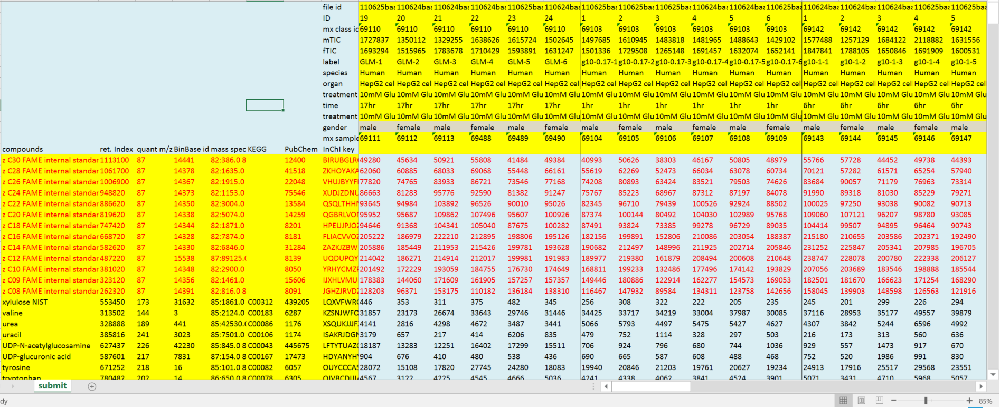 file id 110625baa 110624baa 110624baa 110624baa 110625baa 110624baa 110625baa 110625baa 110625baa 110624baa 110625baa 110625baa 110624baa 110624baa 110624baa 110625baa 110625baa
ID 19 20 21 22 23 24 1 2 3 4 5 6 1 2 3 4 5
mx class id 69110 69110 69110 69110 69110 69110 69103 69103 69103 69103 69103 69103 69142 69142 69142 69142 69142
mTIC 1727837 1350112 1329255 1638626 1615724 1502645 1497685 1610945 1483818 1481965 1488643 1429102 1577488 1257129 1684122 2118882 1631556
fTIC 1693294 1515965 1783678 1710429 1593891 1631247 1501336 1729508 1265148 1691457 1632074 1652141 1847841 1788105 1650846 1691909 1600531
label GLM-1 GLM-2 GLM-3 GLM-4 GLM-5 GLM-6 g10-0.17-1 g10-0.17-2 g10-0.17-3 g10-0.17-4 g10-0.17-5 g10-0.17-6 g10-1-1 g10-1-2 g10-1-3 g10-1-4 g10-1-5
species Human Human Human Human Human Human Human Human Human Human Human Human Human Human Human Human Human
organ HepG2 cel HepG2 cel HepG2 cel HepG2 cel HepG2 cel HepG2 cel HepG2 cel HepG2 cel HepG2 cel HepG2 cel HepG2 cel HepG2 cel HepG2 cel HepG2 cel HepG2 cel HepG2 cel HepG2 cel
treatment 10mM Glu 10mM Glu 10mM Glu 10mM Glu 10mM Glu 10mM Glu 10mM Glu 10mM Glu 10mM Glu 10mM Glu 10mM Glu 10mM Glu 10mM Glu 10mM Glu 10mM Glu 10mM Glu 10mM Glu
time 17hr 17hr 17hr 17hr 17hr 17hr 1hr 1hr 1hr 1hr 1hr 1hr 6hr 6hr 6hr 6hr 6hr
treatment 10mM Glu 10mM Glu 10mM Glu 10mM Glu 10mM Glu 10mM Glu 10mM Glu 10mM Glu 10mM Glu 10mM Glu 10mM Glu 10mM Glu 10mM Glu 10mM Glu 10mM Glu 10mM Glu 10mM Glu
gender male female male female male female male female male female male female male female male female male
mx sample 69111 69112 69113 69488 69489 69490 69104 69105 69106 69107 69108 69109 69143 69144 69145 69146 69147
compounds ret. Index quant m/z BinBase id mass spec KEGG PubChem InChI key
z C30 FAME internal standar 1113100 87 14441 82:386.0 8 12400 BIRUBGLR 49280 45634 50921 55808 41484 49384 40993 50626 38303 46167 50805 48979 55766 57728 44452 49738 44393
z C28 FAME internal standar 1061700 87 14378 82:1635.0 41518 ZKHOYAKA 62060 60885 68033 69068 55448 66161 55619 62269 52473 66034 63078 60734 70121 57282 61571 65254 57940
z C26 FAME internal standar 1006900 87 14367 82:1915.0 22048 VHUJBYYF 77820 74765 83933 86721 73546 77168 74208 80893 63424 83521 79503 74626 83684 90057 71179 76963 73314
z C24 FAME internal standar 948820 87 14373 82:1153.0 75546 XUDJZDNU 86663 81283 95776 92590 81382 91247 75767 85223 68967 87312 87197 84078 91990 89318 81030 85229 79271
z C22 FAME internal standar 886620 87 14350 82:3004.0 13584 QSQLTHH 93645 94984 103892 96526 90010 95026 82345 96710 79439 100526 92924 88502 100025 97250 93038 90082 90713
z C20 FAME internal standar 819620 87 14338 82:5074.0 14259 QGBRLVO 95952 95687 109862 107496 95607 100926 87374 100144 80492 104030 102989 95768 109060 107121 96207 98780 93085
z C18 FAME internal standar 747420 87 14344 82:1871.0 8201 HPEUJPJO 94646 91368 104341 105040 87675 100282 87491 93824 73385 99278 96729 89035 104414 99507 94895 96464 90743
z C16 FAME internal standar 668720 87 14328 82:7874.0 8181 FLIACVVO 205222 186979 222210 212895 198806 195126 182156 199891 152806 210086 203054 188387 215180 210655 203586 202371 192490
z C14 FAME internal standar 582620 87 14330 82:6846.0 31284 ZAZKJZBW 205886 185449 211953 215426 199781 193628 190682 212497 148996 211925 202714 205846 231252 225847 205341 207985 196705
z C12 FAME internal standar 487220 87 15538 87:89125.0 8139 UQDUPQY 214042 186271 214914 212017 199981 191983 189977 219380 161879 208494 200608 210648 238747 228078 200780 222338 206127
z C10 FAME internal standar 381020 87 14348 82:2900.0 8050 YRHYCMZ 201492 172229 193059 184755 176730 174649 168811 199233 132486 177496 174142 193829 207056 203689 183546 198888 185544
z C09 FAME internal standar 323120 87 14356 82:1461.0 15606 IJXHLVMU 178383 144060 171609 161905 157257 157357 149446 180886 122914 162277 154573 169053 182501 181670 166623 171254 168290
z C08 FAME internal standar 262320 87 14391 82:816.0 8 8091 JGHZJRVD 128203 96371 153175 110182 136184 138310 116467 147932 89584 134311 123758 142656 158045 139903 148598 126563 121916
xylulose NIST 553450 173 31632 85:1861.0 C00312 439205 LQXVFWR 446 353 311 375 482 345 256 308 322 222 205 235 245 201 299 226 294
valine 313502 144 3 85:2124.0 C00183 6287 KZSNJWFO 31857 23173 26674 33643 29746 31446 34425 33717 34219 33004 37987 30085 37116 28953 35177 49557 39879
urea 328888 189 441 85:42530.0 C00086 1176 XSQUKJJJF 4141 2816 4298 4672 3487 3441 5066 5793 4497 5475 5427 4627 4307 3842 5244 6596 4992
uracil 385816 241 3023 85:7501.0 C00106 1174 ISAKRJDG 3179 657 217 414 6206 835 479 752 1114 328 297 503 216 173 313 560 636
UDP-N-acetylglucosamine 627437 226 42230 85:845.0 8 C00043 445675 LFTYTUAZ 18187 13283 12251 16402 17299 15511 706 924 796 680 744 1036 929 557 1473 917 670
UDP-glucuronic acid 587601 217 7831 87:154.0 8 C00167 17473 HDYANYH 904 676 410 480 538 436 690 665 587 608 488 468 752 520 1986 991 830
tyrosine 671252 218 16 85:101.0 8 C00082 6057 OUYCCCAS 28072 15108 17820 27745 24280 18083 19940 20846 21203 19761 20627 19234 24913 17916 25517 29568 23551
tryptophan 780482 202 14 86:650.0 8 C00078 6305 QIVBCDIJ 4567 3122 4225 4545 4666 5036 4241 4338 4062 3841 4524 3901 5071 3431 4710 5968 5057
submit
dy
85%